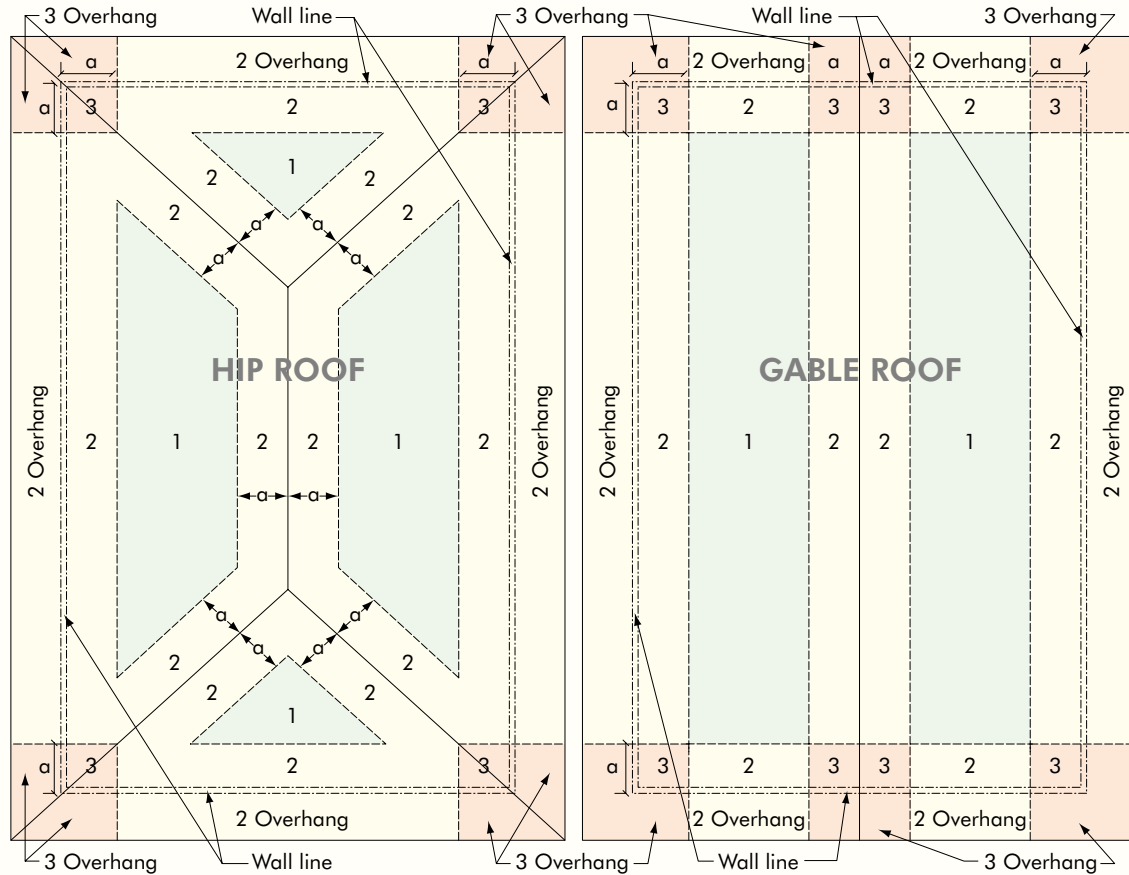 3 Overhang Wall line 3 Overhang Wall line 3 Overhang
a 2 Overhang a a 2 Overhang a a 2 Overhang a
a 3 2 3 a 3 2 3 3 2 3
1
2 2
2 2
a a
a a
HIP ROOF GABLE ROOF
2 Overhang 2 1 2 2 1 2 2 Overhang 2 Overhang 2 1 2 2 1 2 2 Overhang
a a
a a
a a
2 2
2 2
1
a 3 2 3 a 3 2 3 3 2 3
2 Overhang 2 Overhang 2 Overhang
3 Overhang Wall line 3 Overhang Wall line 3 Overhang